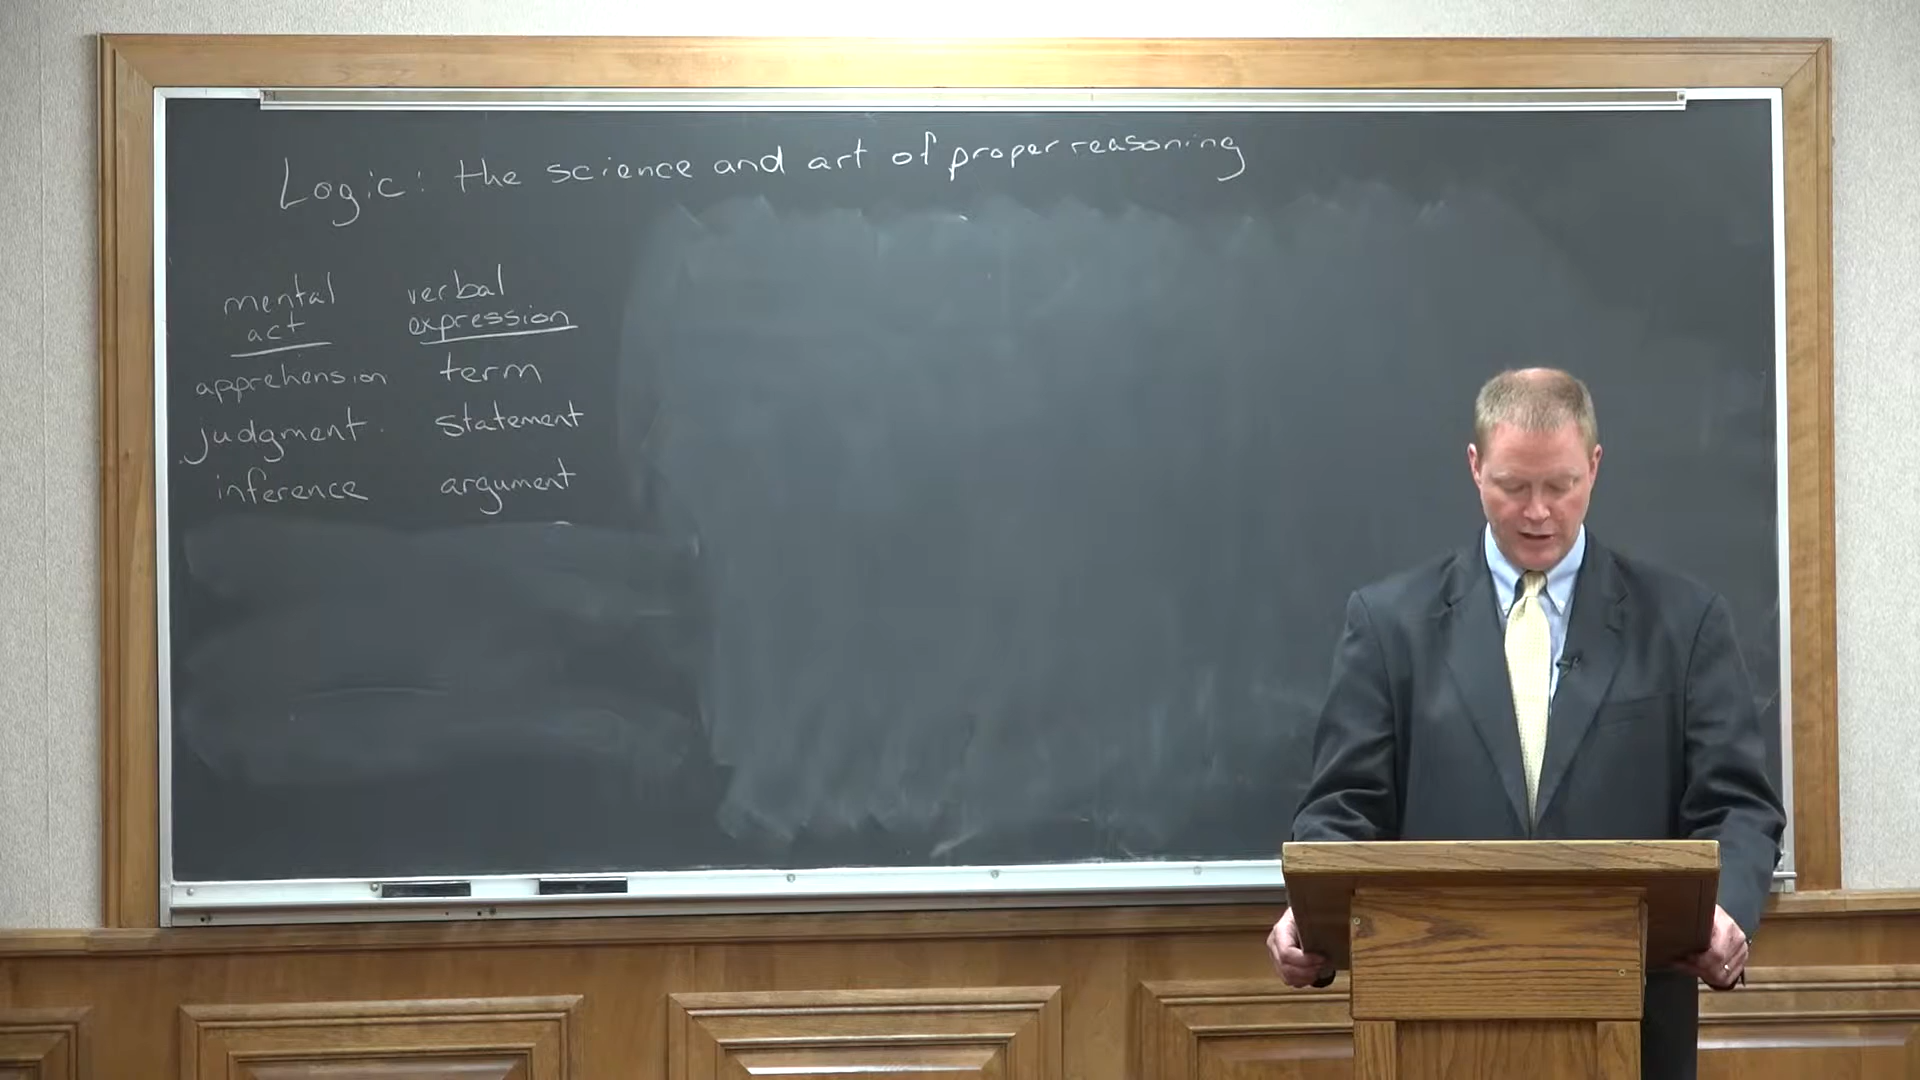 Logic: the science and art of proper reasoning
mental verbal
act expression
apprehension term
judgment statement
inference argument